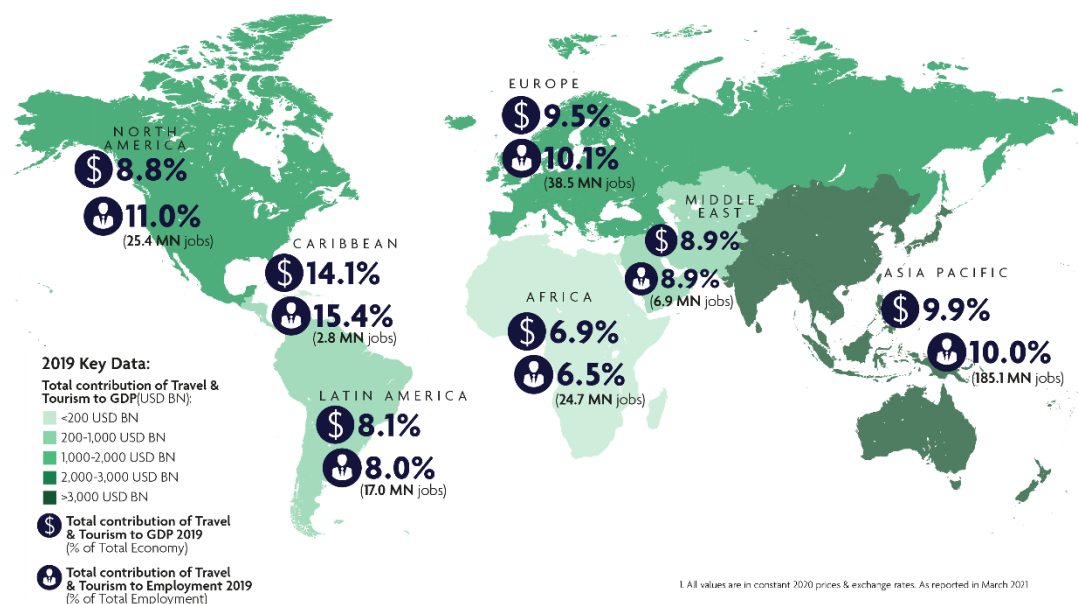 EUROPE
$ 9.5%
10.1%
(38.5 MN jobs)
NORTH
AMERICA
$ 8.8%
11.0%
(25.4 MN jobs)
MIDDLE
EAST
$ 8.9%
8.9%
(6.9 MN jobs)
CARIBBEAN
$ 14.1%
15.4%
(2.8 MN jobs)
AFRICA
$ 6.9%
6.5%
(24.7 MN jobs)
ASIA PACIFIC
$ 9.9%
10.0%
(185.1 MN jobs)
LATIN AMERICA
$ 8.1%
8.0%
(17.0 MN jobs)
2019 Key Data:
Total contribution of Travel &
Tourism to GDP(USD BN):
<200 USD BN
200-1,000 USD BN
1,000-2,000 USD BN
2,000-3,000 USD BN
>3,000 USD BN
$ Total contribution of Travel
& Tourism to GDP 2019
(% of Total Economy)
Total contribution of Travel
& Tourism to Employment 2019
(% of Total Employment)
1. All values are in constant 2020 prices & exchange rates. As reported in March 2021